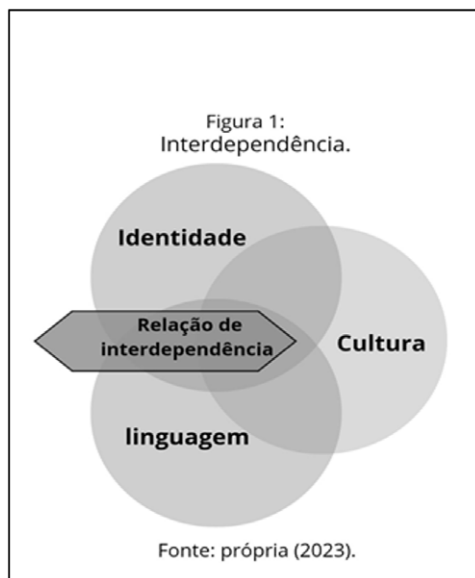 Figura 1:
Interdependência.
Identidade
Relação de
interdependência
Cultura
linguagem
Fonte: própria (2023).